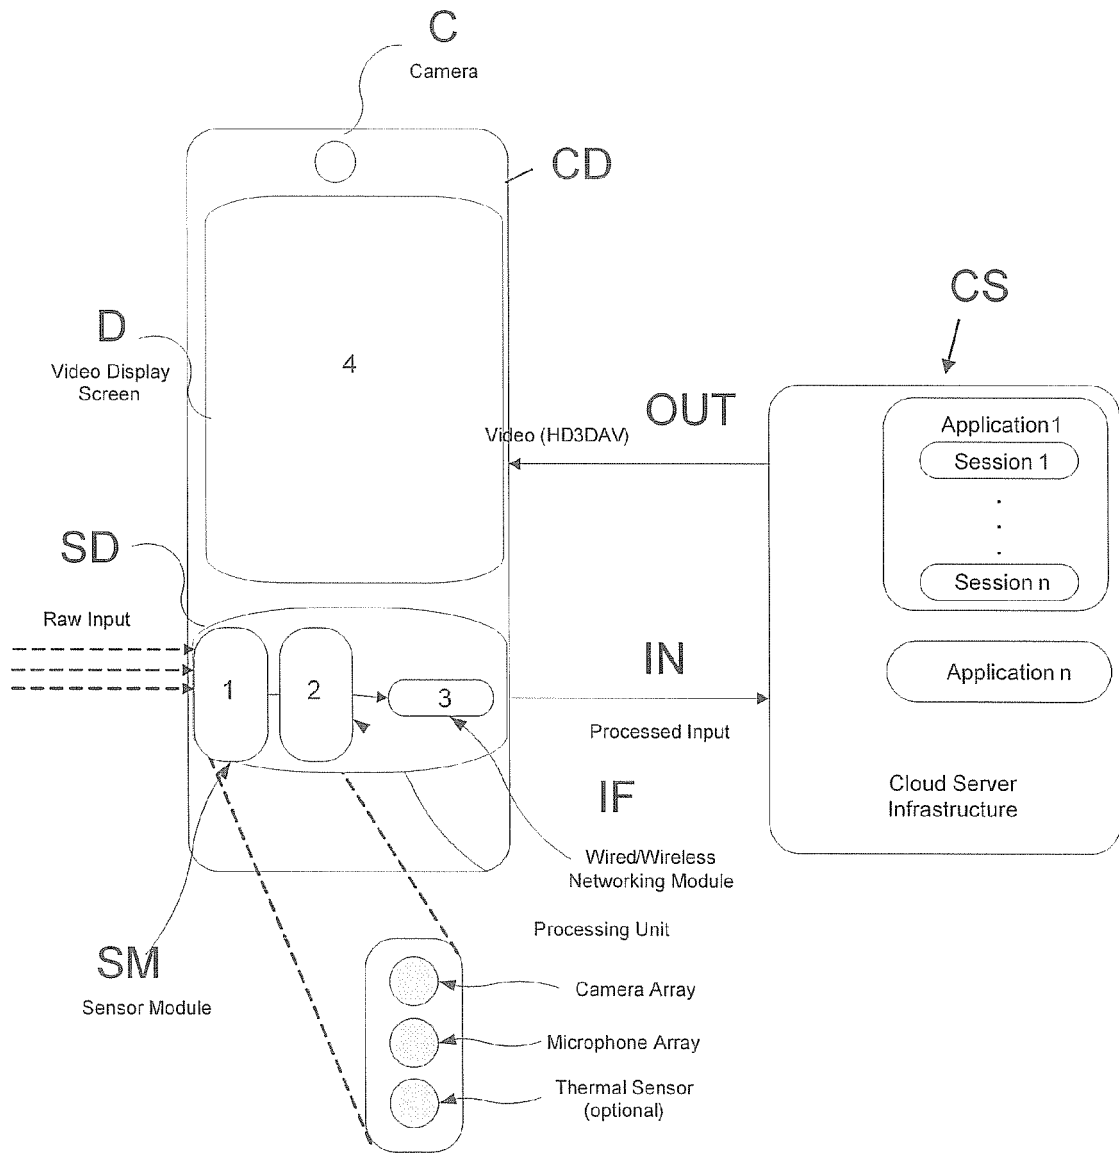 C
Camera
CD
CS
D
Video Display
Screen
4
OUT
Video (HD3DAV)
Application 1
Session 1
Session n
SD
Raw Input
1
2
3
IN
Processed Input
Application n
Cloud Server
Infrastructure
IF
Wired/Wireless
Networking Module
Processing Unit
SM
Sensor Module
Camera Array
Microphone Array
Thermal Sensor
(optional)